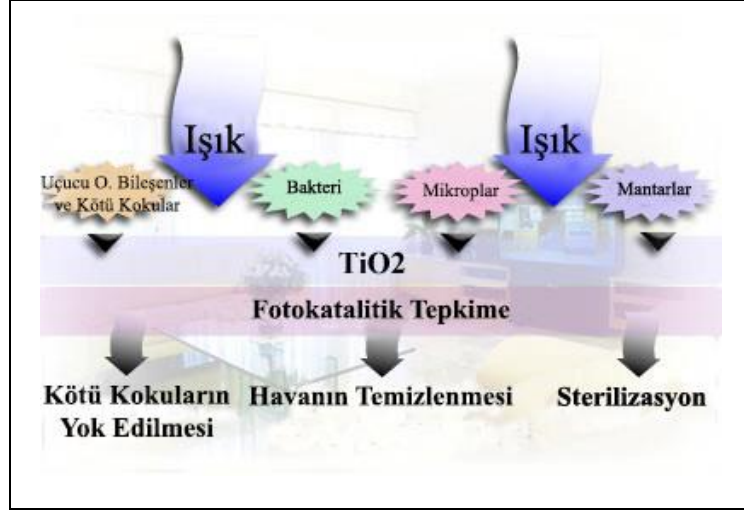 Işık
Işık
Uçucu O. Bileşenler
ve Kötü Kokular
Bakteri
Mikroplar
Mantarlar
TiO2
Fotokatalitik Tepkime
Kötü Kokuların
Yok Edilmesi
Havanın Temizlenmesi
Sterilizasyon